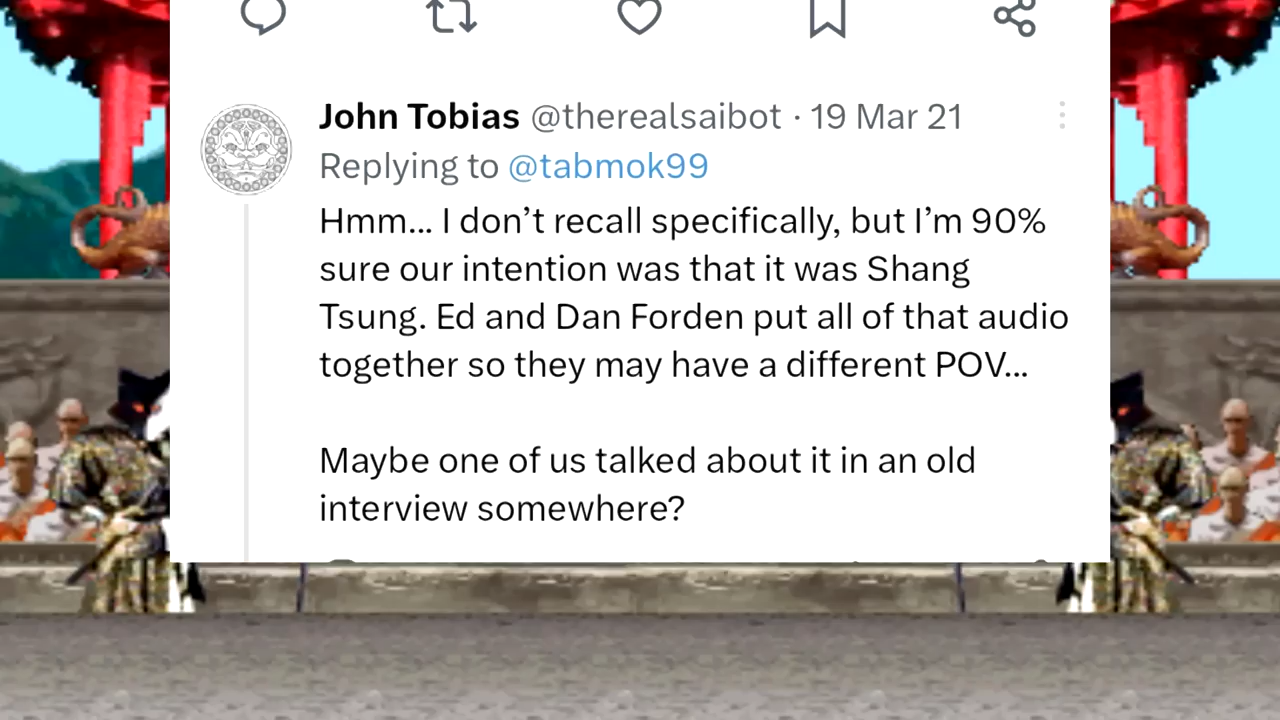 John Tobias @therealsaibot · 19 Mar 21
Replying to @tabmok99
Hmm... I don’t recall specifically, but I’m 90%
sure our intention was that it was Shang
Tsung. Ed and Dan Forden put all of that audio
together so they may have a different POV...
Maybe one of us talked about it in an old
interview somewhere?